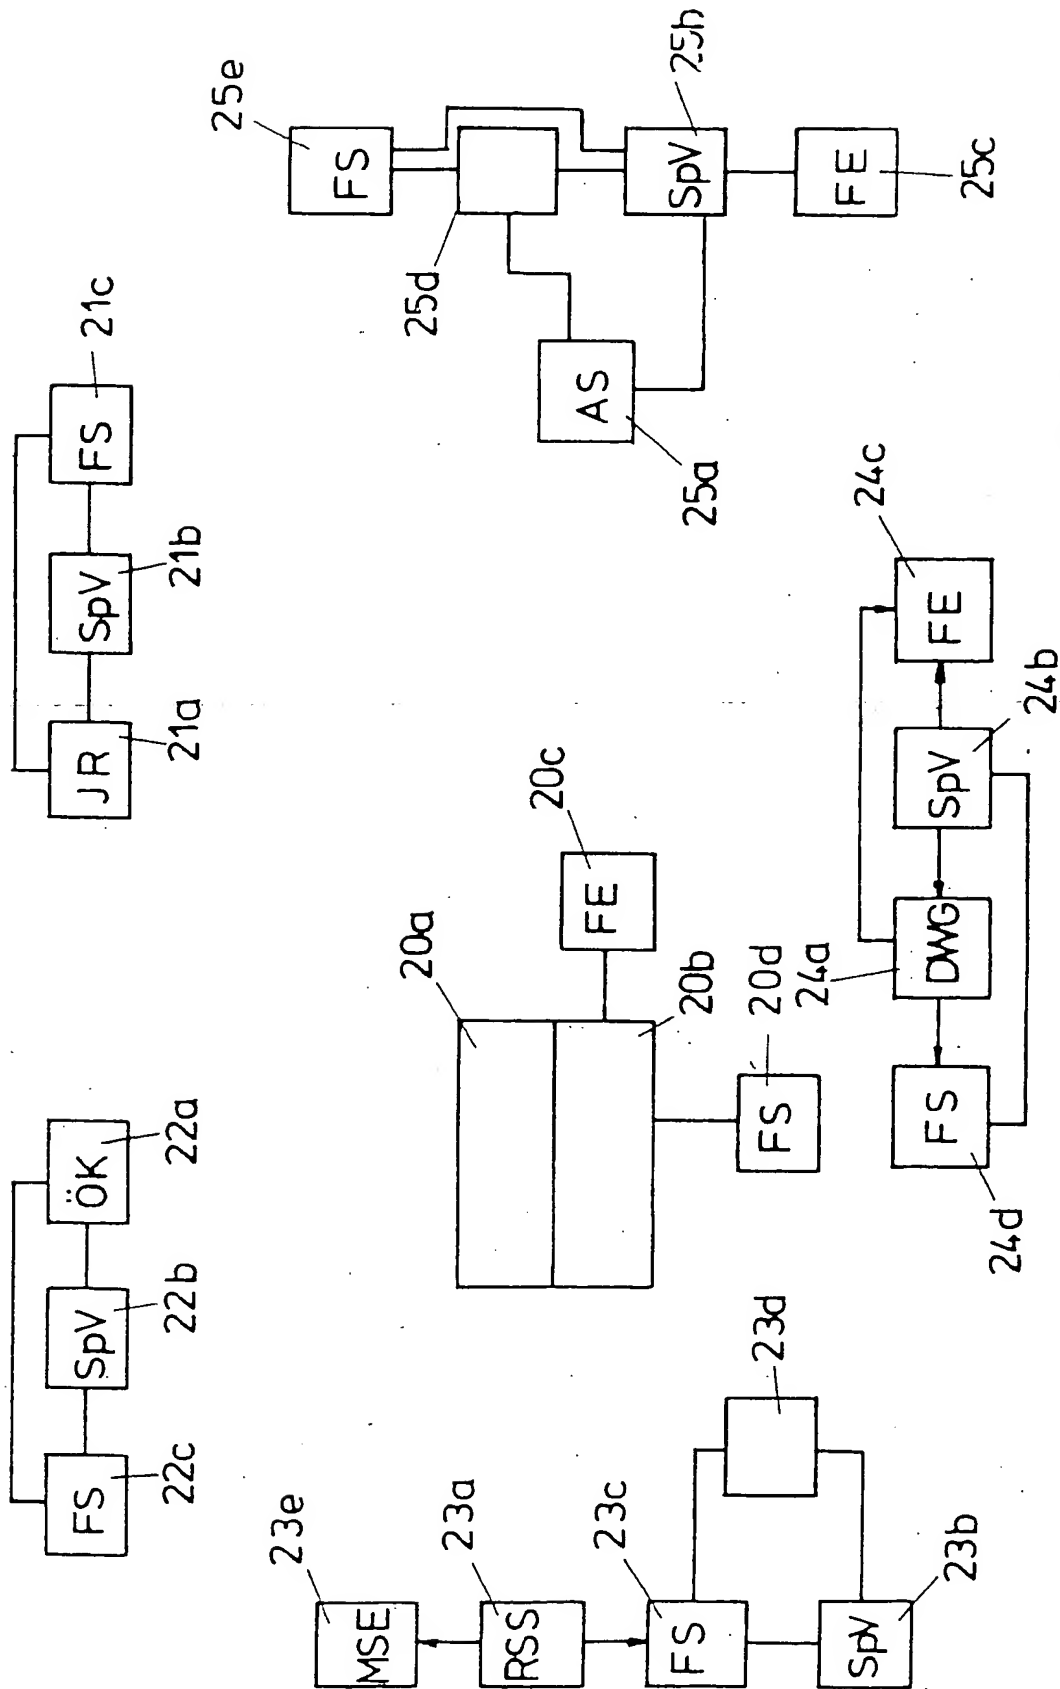 FS
22c
SpV
22b
ÖK
22a
JR
21a
SpV
21b
FS
21c
MSE
23e
RSS
23a
FS
23c
SpV
23b
23d
20a
20b
FE
20c
FS
20d
FS
24d
DWG
24a
SpV
24b
FE
24c
AS
25a
FS
25e
25d
SpV
25b
FE
25c